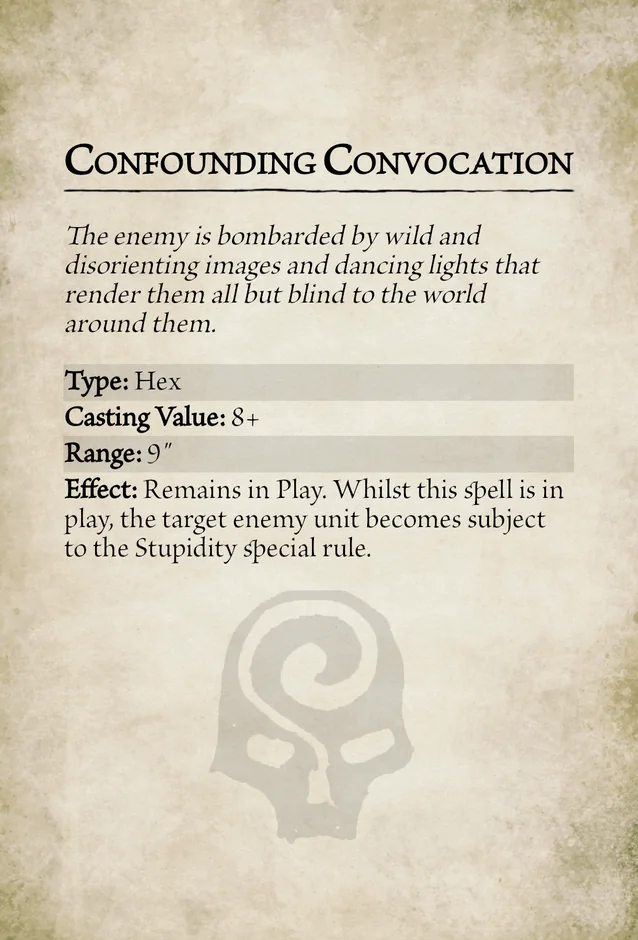 Confounding Convocation
The enemy is bombarded by wild and
disorienting images and dancing lights that
render them all but blind to the world
around them.
Type: Hex
Casting Value: 8+
Range: 9"
Effect: Remains in Play. Whilst this spell is in
play, the target enemy unit becomes subject
to the Stupidity special rule.